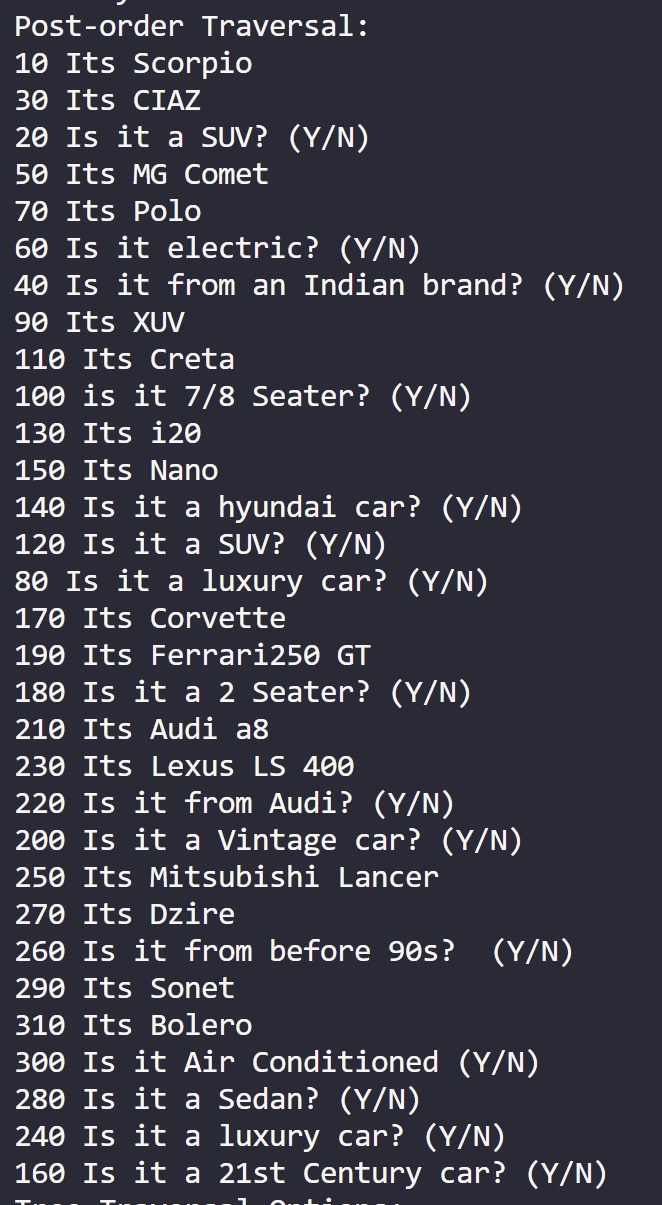 Post-order Traversal:
10 Its Scorpio
30 Its CIAZ
20 Is it a SUV? (Y/N)
50 Its MG Comet
70 Its Polo
60 Is it electric? (Y/N)
40 Is it from an Indian brand? (Y/N)
90 Its XUV
110 Its Creta
100 is it 7/8 Seater? (Y/N)
130 Its i20
150 Its Nano
140 Is it a hyundai car? (Y/N)
120 Is it a SUV? (Y/N)
80 Is it a luxury car? (Y/N)
170 Its Corvette
190 Its Ferrari250 GT
180 Is it a 2 Seater? (Y/N)
210 Its Audi a8
230 Its Lexus LS 400
220 Is it from Audi? (Y/N)
200 Is it a Vintage car? (Y/N)
250 Its Mitsubishi Lancer
270 Its Dzire
260 Is it from before 90s?  (Y/N)
290 Its Sonet
310 Its Bolero
300 Is it Air Conditioned (Y/N)
280 Is it a Sedan? (Y/N)
240 Is it a luxury car? (Y/N)
160 Is it a 21st Century car? (Y/N)
Tree Traversal Options: